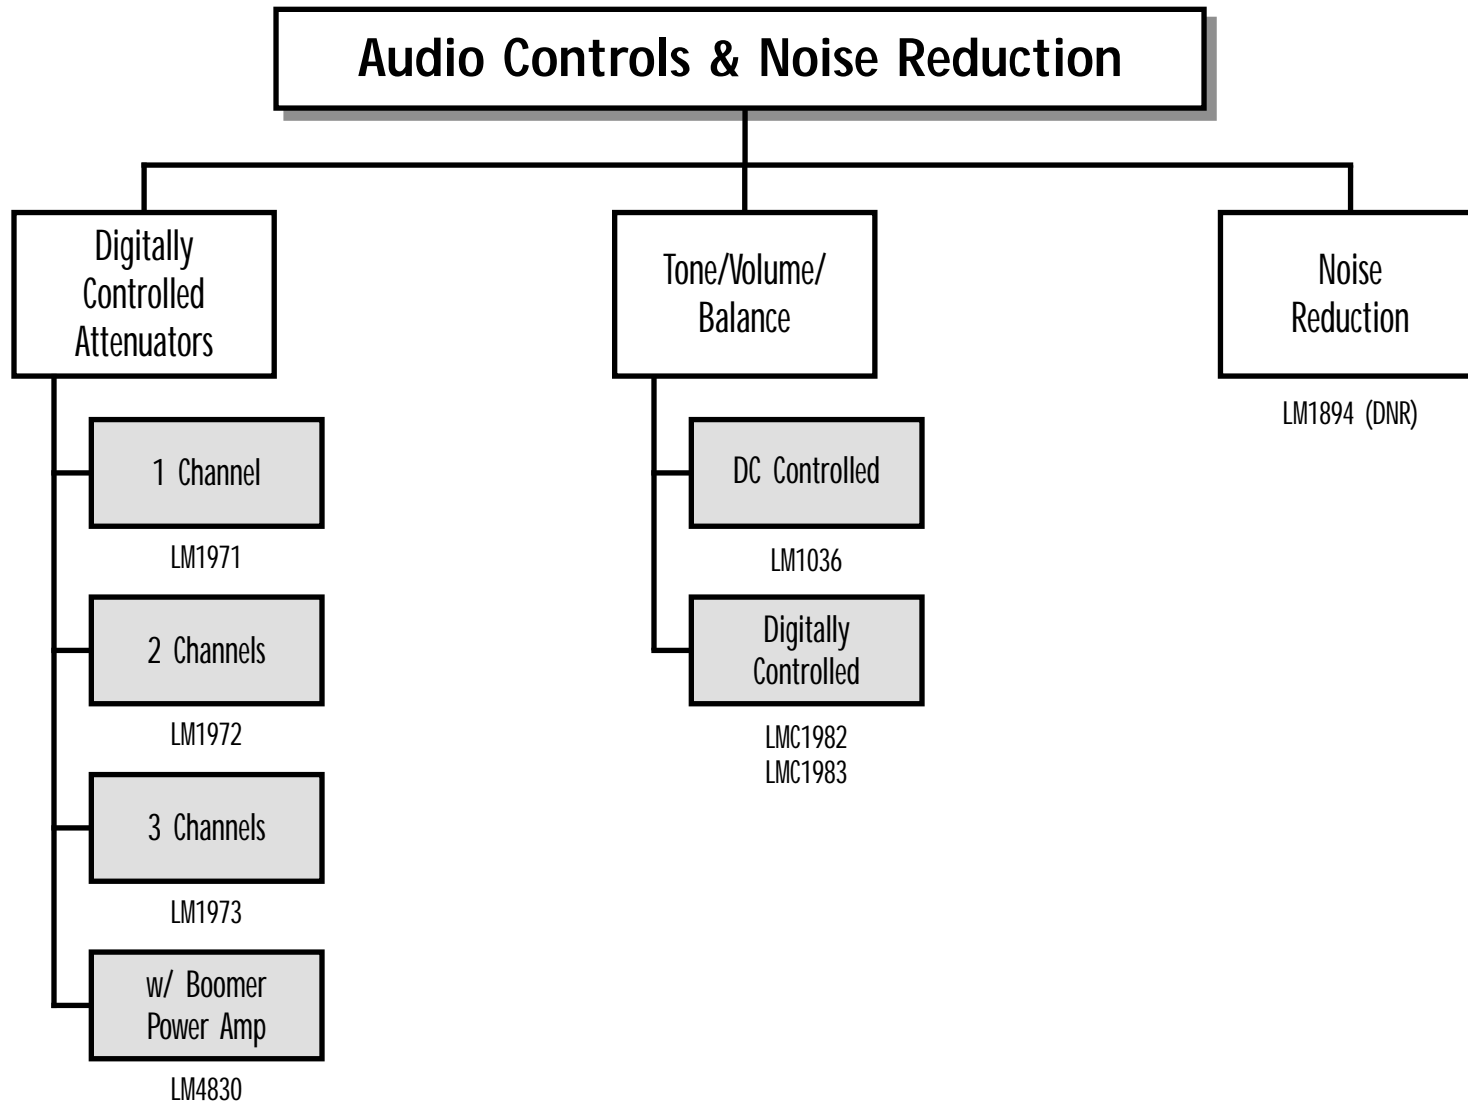 Audio Controls & Noise Reduction
Digitally
Controlled
Attenuators
1 Channel
LM1971
2 Channels
LM1972
3 Channels
LM1973
w/ Boomer
Power Amp
LM4830
Tone/Volume/
Balance
DC Controlled
LM1036
Digitally
Controlled
LMC1982
LMC1983
Noise
Reduction
LM1894 (DNR)